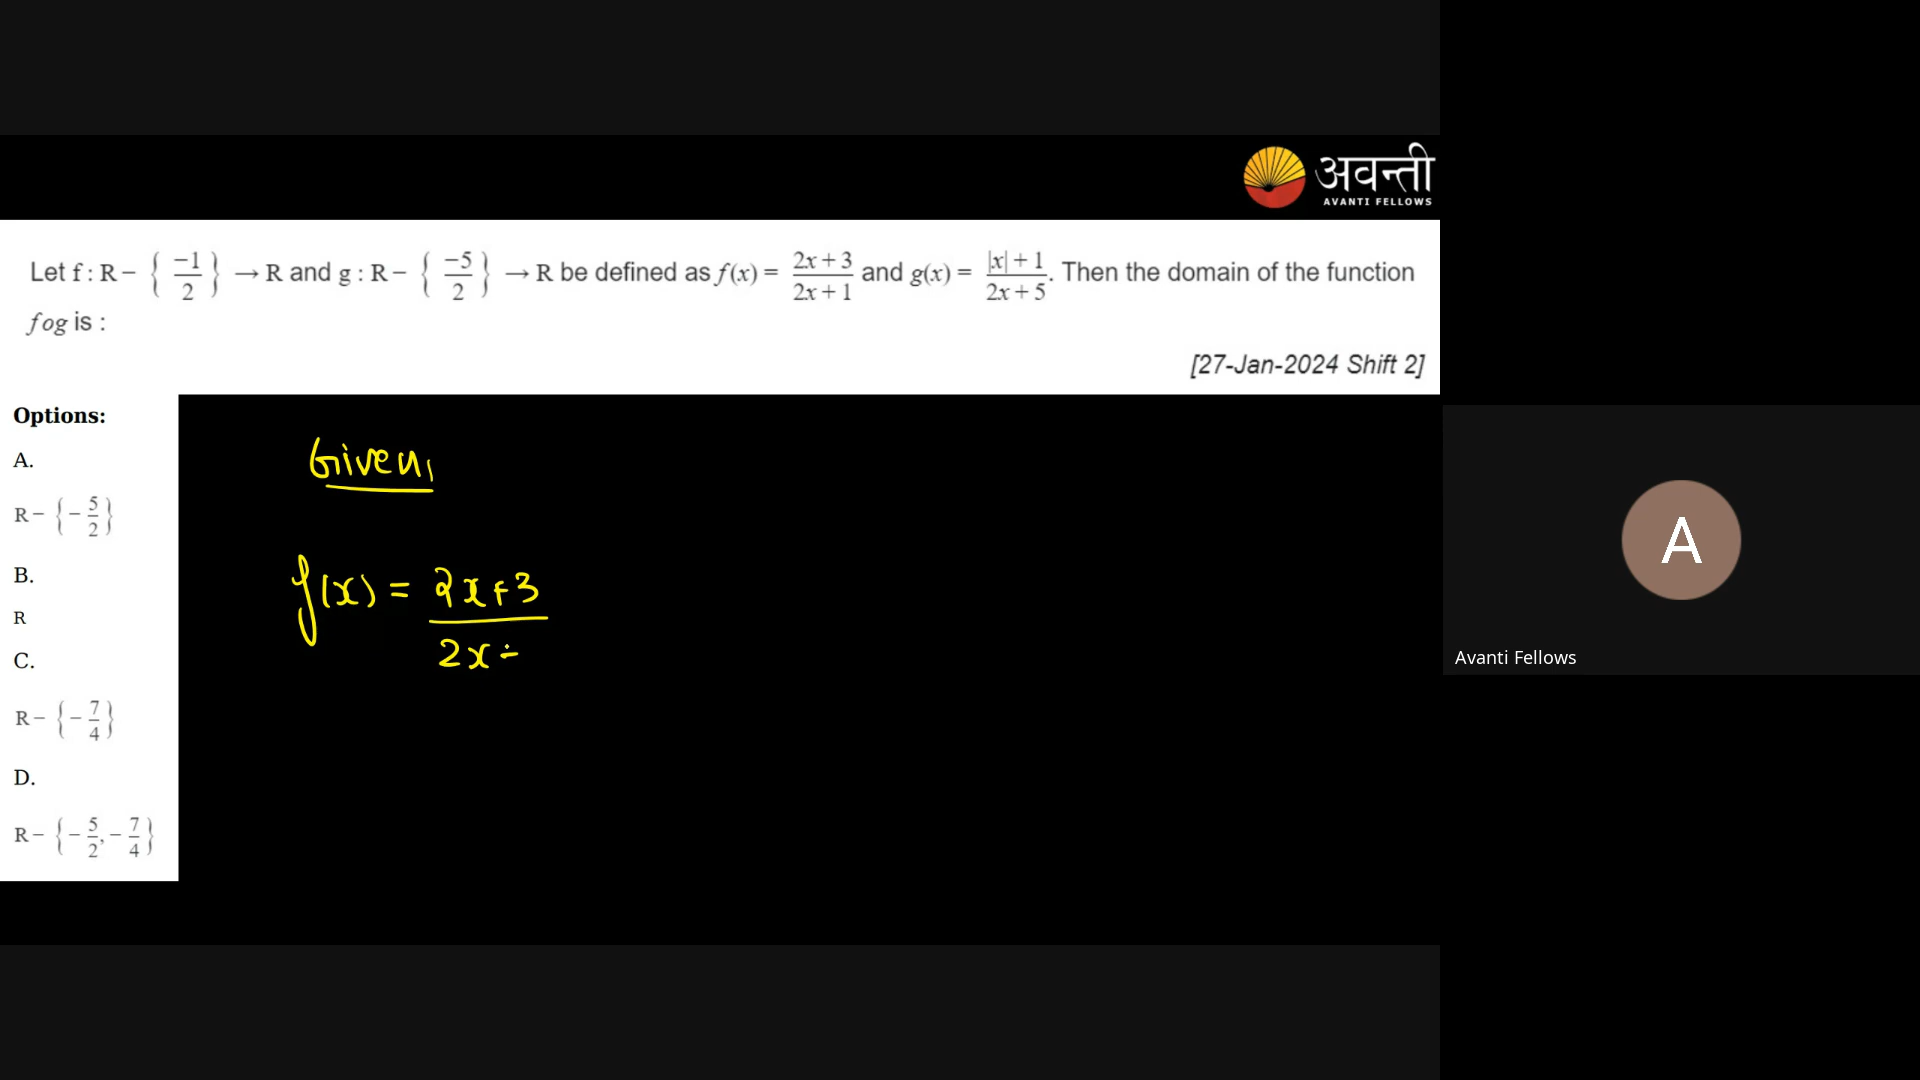 अवन्ती
AVANTI FELLOWS
Let f : R − { −1/2 } → R and g : R − { −5/2 } → R be defined as f(x) = 2x + 3 / 2x + 1 and g(x) = |x| + 1 / 2x + 5. Then the domain of the function
fog is :
[27-Jan-2024 Shift 2]
Options:
A.
R − { − 5/2 }
B.
R
C.
R − { − 7/4 }
D.
R − { − 5/2, − 7/4 }
Given,
f(x) = 2x+3
2x ÷
A
Avanti Fellows